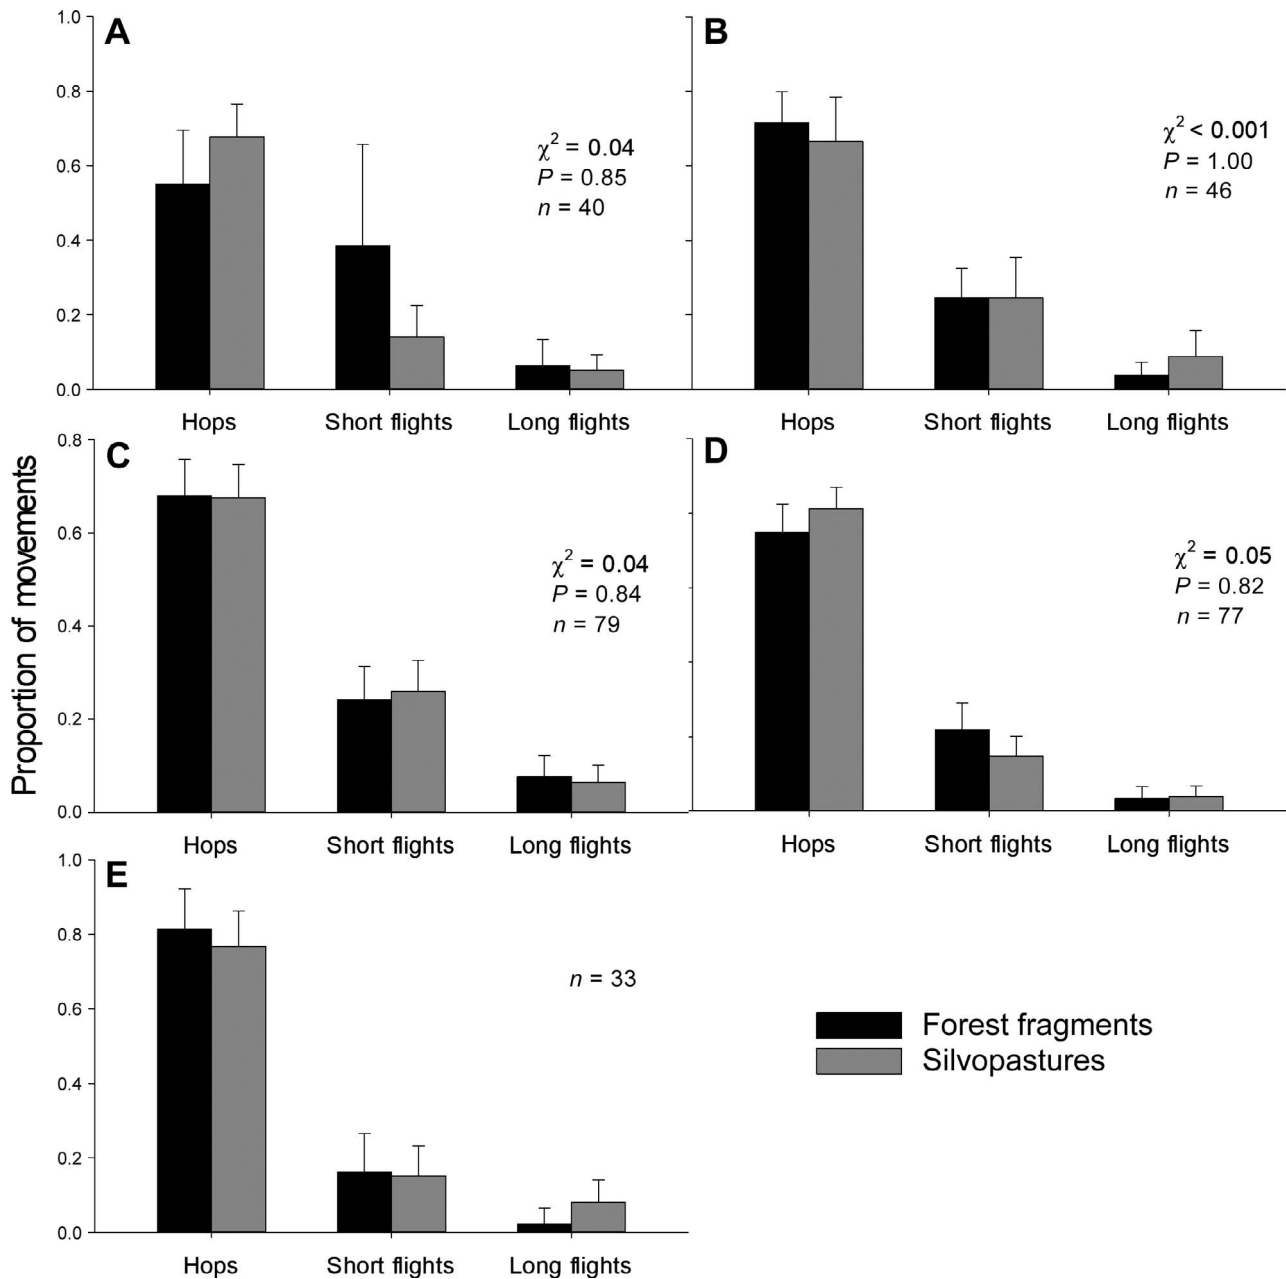 Proportion of movements
A
1.0
0.8
0.6
0.4
0.2
0.0
χ² = 0.04
P = 0.85
n = 40
Hops Short flights Long flights
B
χ² < 0.001
P = 1.00
n = 46
Hops Short flights Long flights
C
0.8
0.6
0.4
0.2
0.0
χ² = 0.04
P = 0.84
n = 79
Hops Short flights Long flights
D
χ² = 0.05
P = 0.82
n = 77
Hops Short flights Long flights
E
1.0
0.8
0.6
0.4
0.2
0.0
n = 33
Hops Short flights Long flights
Forest fragments
Silvopastures